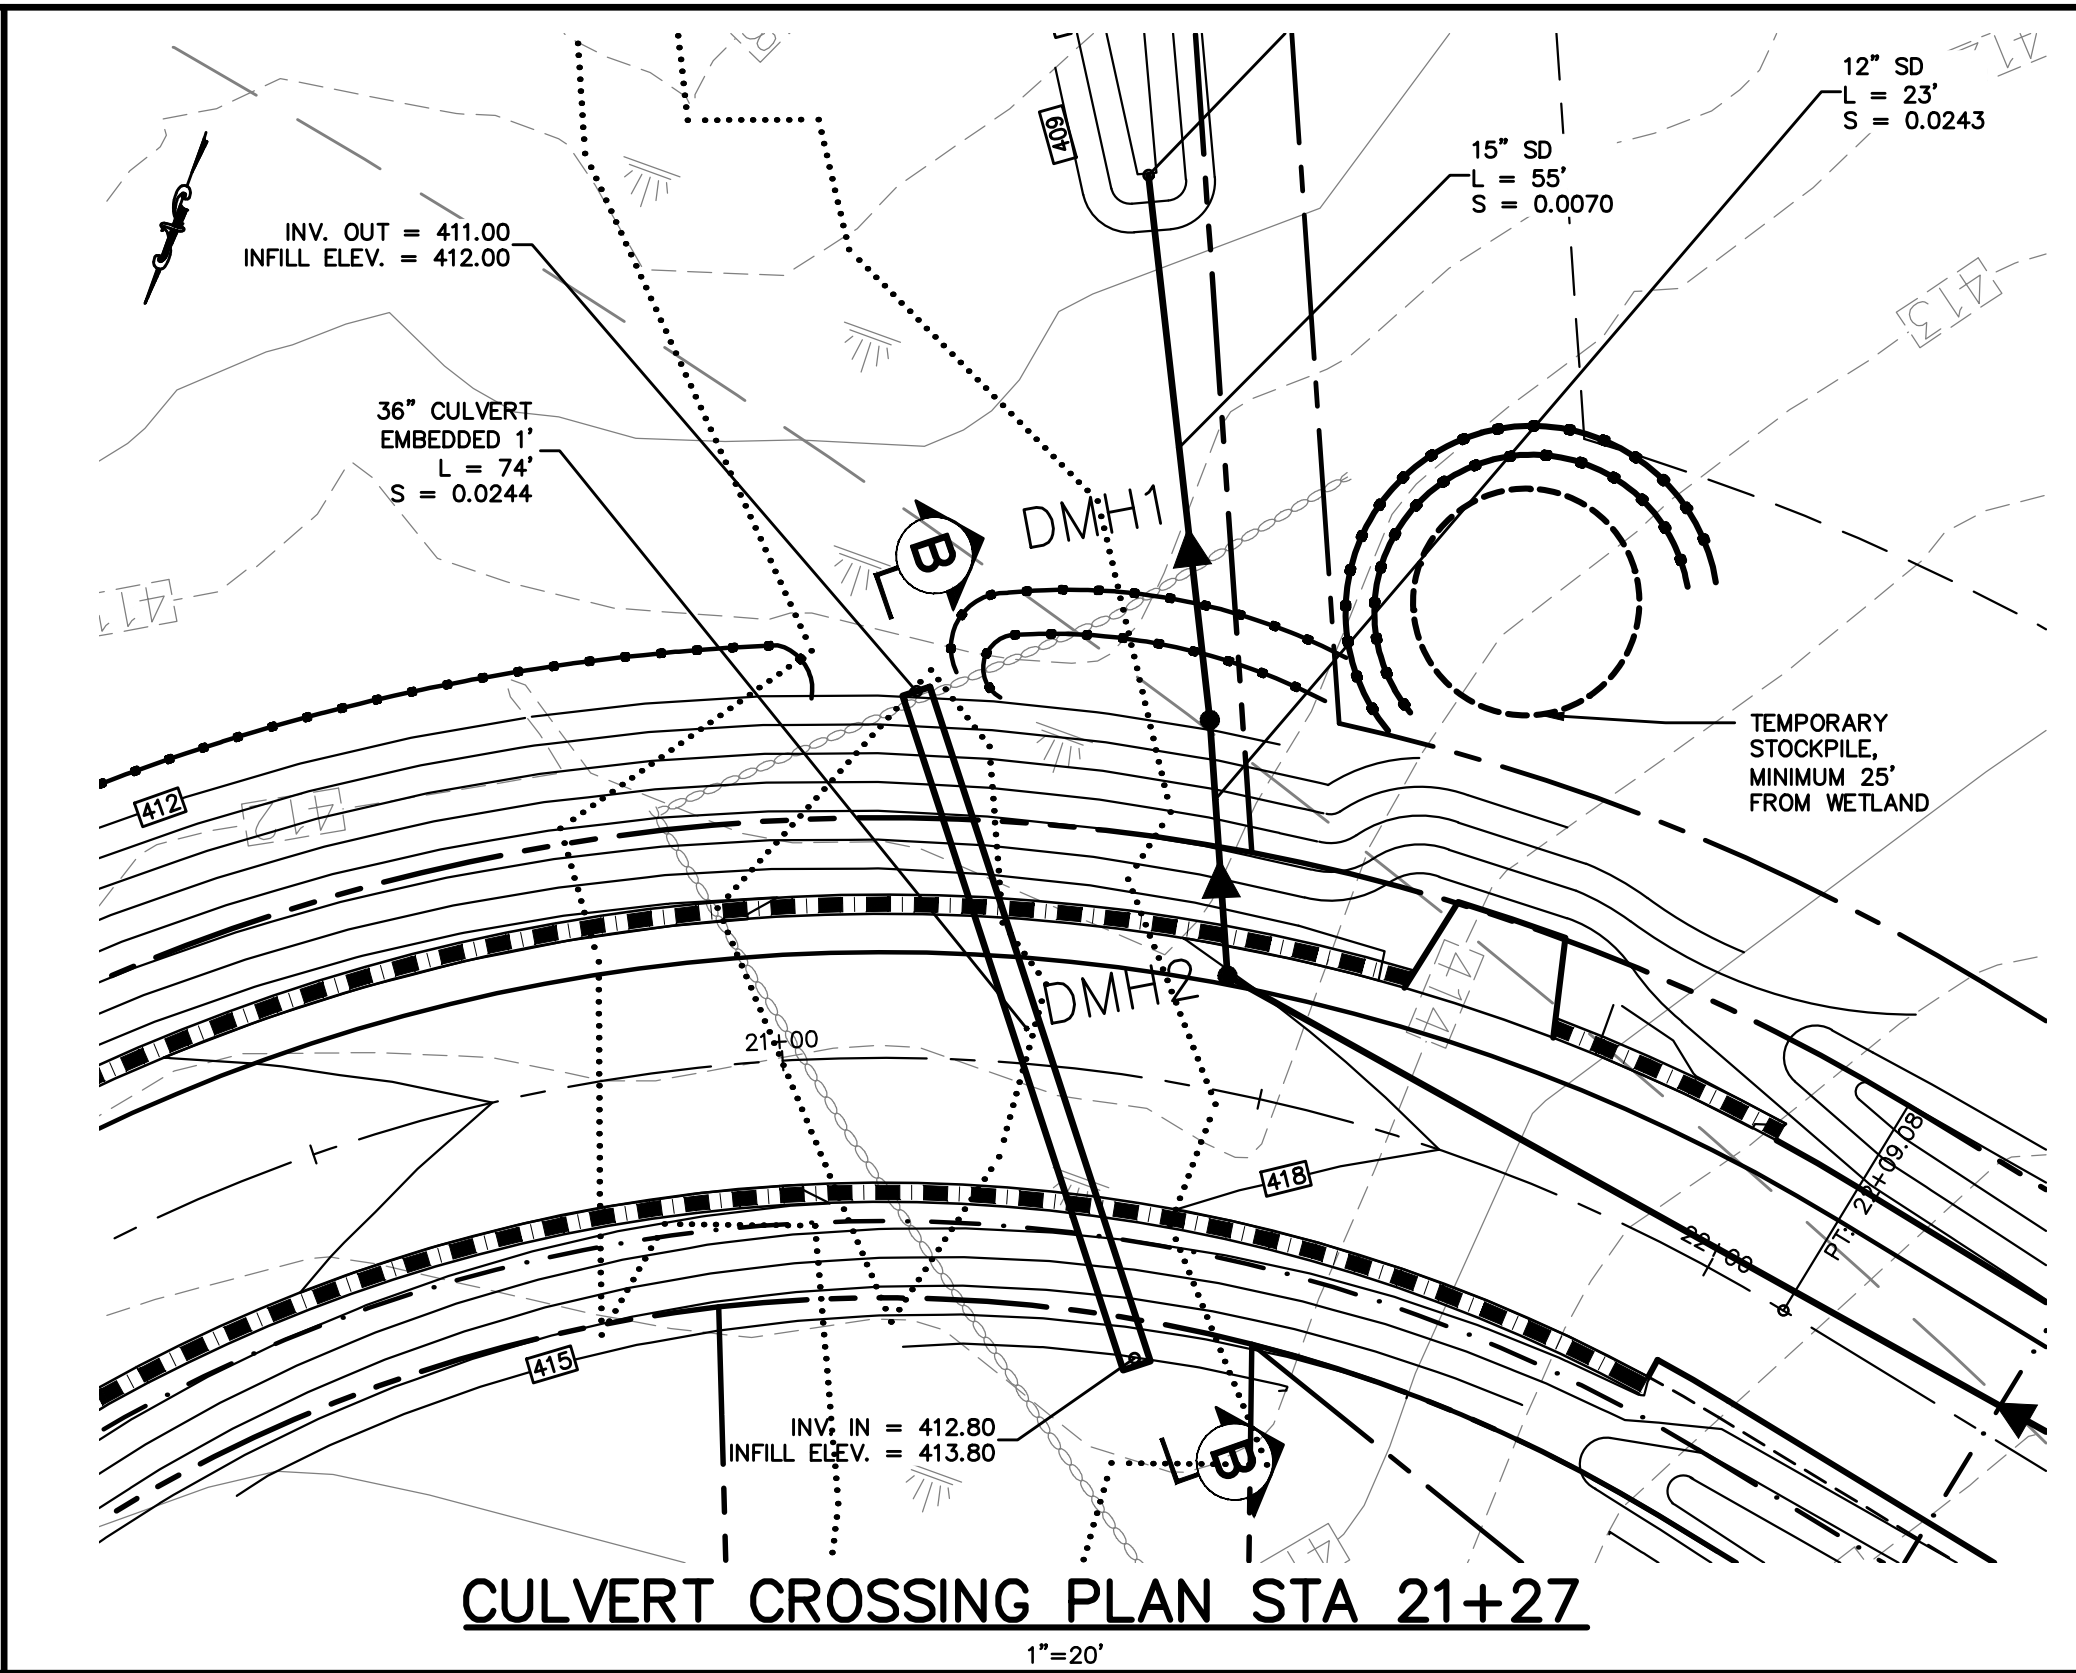 12" SD
L = 23'
S = 0.0243
15" SD
L = 55'
S = 0.0070
409
INV. OUT = 411.00
INFILL ELEV. = 412.00
413
36" CULVERT
EMBEDDED 1'
L = 74'
S = 0.0244
B
DMH1
411
412
412
TEMPORARY
STOCKPILE,
MINIMUM 25'
FROM WETLAND
DMH2
414
21+00
418
PT: 22+09.08
22+00
415
INV. IN = 412.80
INFILL ELEV. = 413.80
B
CULVERT CROSSING PLAN STA 21+27
1"=20'